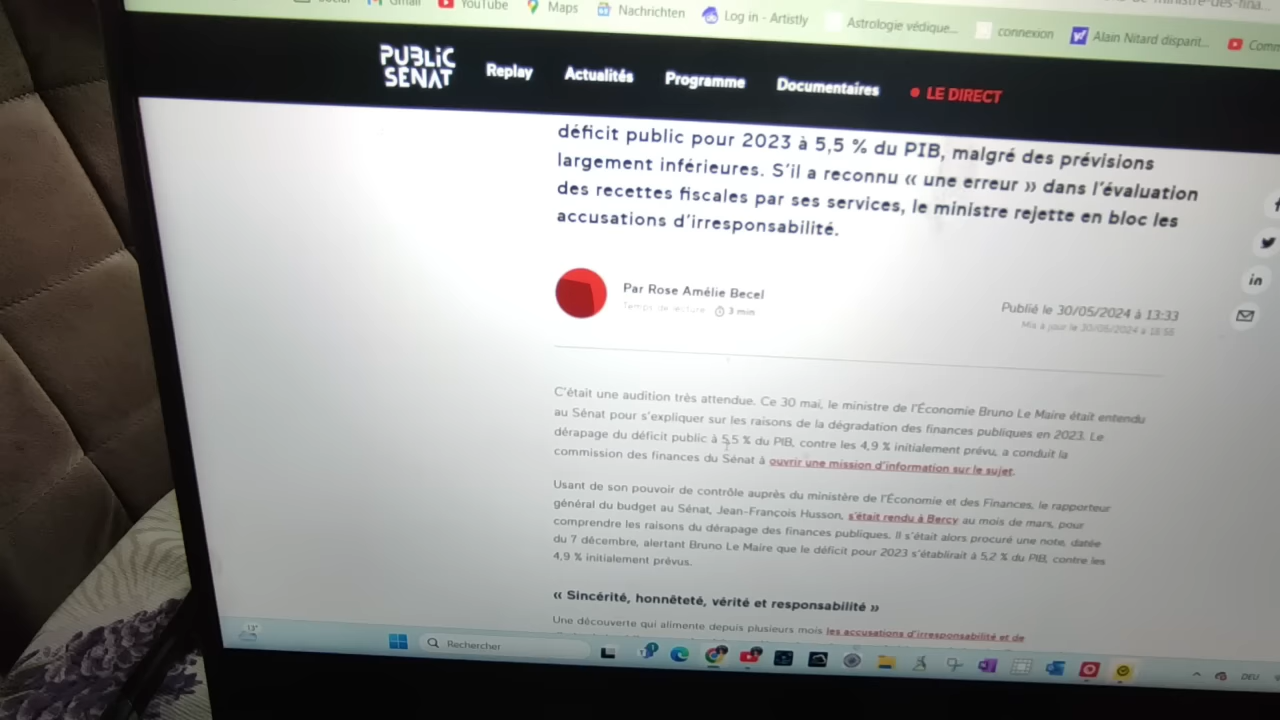 Gmail
YouTube
Maps
Nachrichten
Log in - Artistly
Astrologie védique...
connexion
Alain Nitard dispant...
PUBLIC
SÉNAT
Replay
Actualités
Programme
Documentaires
LE DIRECT
déficit public pour 2023 à 5,5 % du PIB, malgré des prévisions
largement inférieures. S'il a reconnu « une erreur » dans l'évaluation
des recettes fiscales par ses services, le ministre rejette en bloc les
accusations d'irresponsabilité.
Par Rose Amélie Becel
Temps de lecture 3 min
Publié le 30/05/2024 à 13:33
Mis à jour le 30/05/2024 à
C'était une audition très attendue. Ce 30 mai, le ministre de l'Économie Bruno Le Maire était entendu
au Sénat pour s'expliquer sur les raisons de la dégradation des finances publiques en 2023. Le
dérapage du déficit public à 5,5 % du PIB, contre les 4,9 % initialement prévu, a conduit la
commission des finances du Sénat à ouvrir une mission d'information sur le sujet.
Usant de son pouvoir de contrôle auprès du ministère de l'Économie et des Finances, le rapporteur
général du budget au Sénat, Jean-François Husson, s'était rendu à Bercy au mois de mars, pour
comprendre les raisons du dérapage des finances publiques. Il s'était alors procuré une note, datée
du 7 décembre, alertant Bruno Le Maire que le déficit pour 2023 s'établirait à 5,2 % du PIB, contre les
4,9 % initialement prévus.
« Sincérité, honnêteté, vérité et responsabilité »
Une découverte qui alimente depuis plusieurs mois les accusations d'irresponsabilité et de
13°
Rechercher
DEU